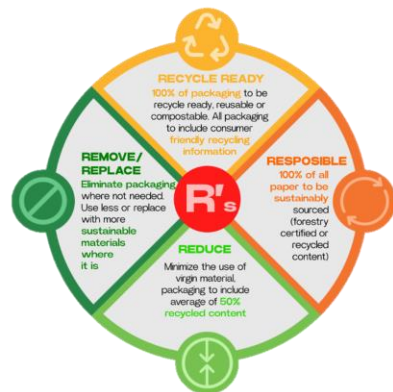 RECYCLE READY
100% of packaging to be
recycle ready, reusable or
compostable. All packaging
to include consumer
friendly recycling
information
REMOVE/
REPLACE
Eliminate packaging
where not needed.
Use less or replace
with more
sustainable
materials
where
it is
R's
RESPOSIBLE
100% of all
paper to be
sustainably
sourced
(forestry
certified or
recycled
content)
REDUCE
Minimize the use of
virgin material,
packaging to include
average of 50%
recycled content